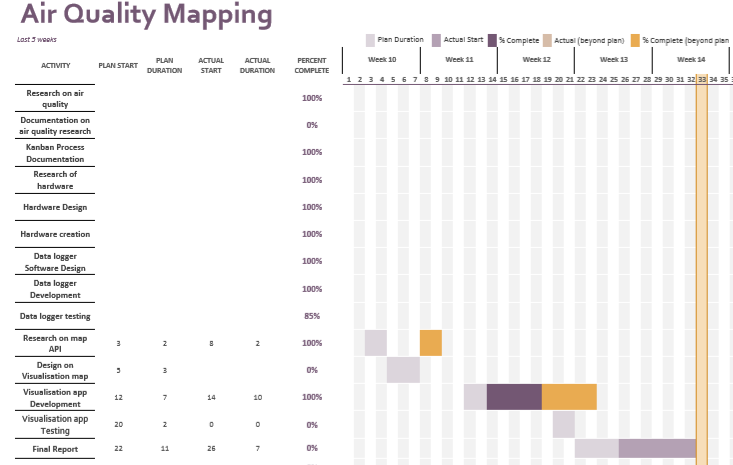 Air Quality Mapping
Last 5 weeks
Plan Duration Actual Start % Complete Actual (beyond plan) % Complete (beyond plan
ACTIVITY PLAN START PLAN DURATION ACTUAL START ACTUAL DURATION PERCENT COMPLETE Week 10 Week 11 Week 12 Week 13 Week 14
1 2 3 4 5 6 7 8 9 10 11 12 13 14 15 16 17 18 19 20 21 22 23 24 25 26 27 28 29 30 31 32 33 34 35
Research on air
quality 100%
Documentation on
air quality research 0%
Kanban Process
Documentation 100%
Research of
hardware 100%
Hardware Design 100%
Hardware creation 100%
Data logger
Software Design 100%
Data logger
Development 100%
Data logger testing 85%
Research on map
API 3 2 8 2 100%
Design on
Visualisation map 5 3 0%
Visualisation app
Development 12 7 14 10 100%
Visualisation app
Testing 20 2 0 0 0%
Final Report 22 11 26 7 0%